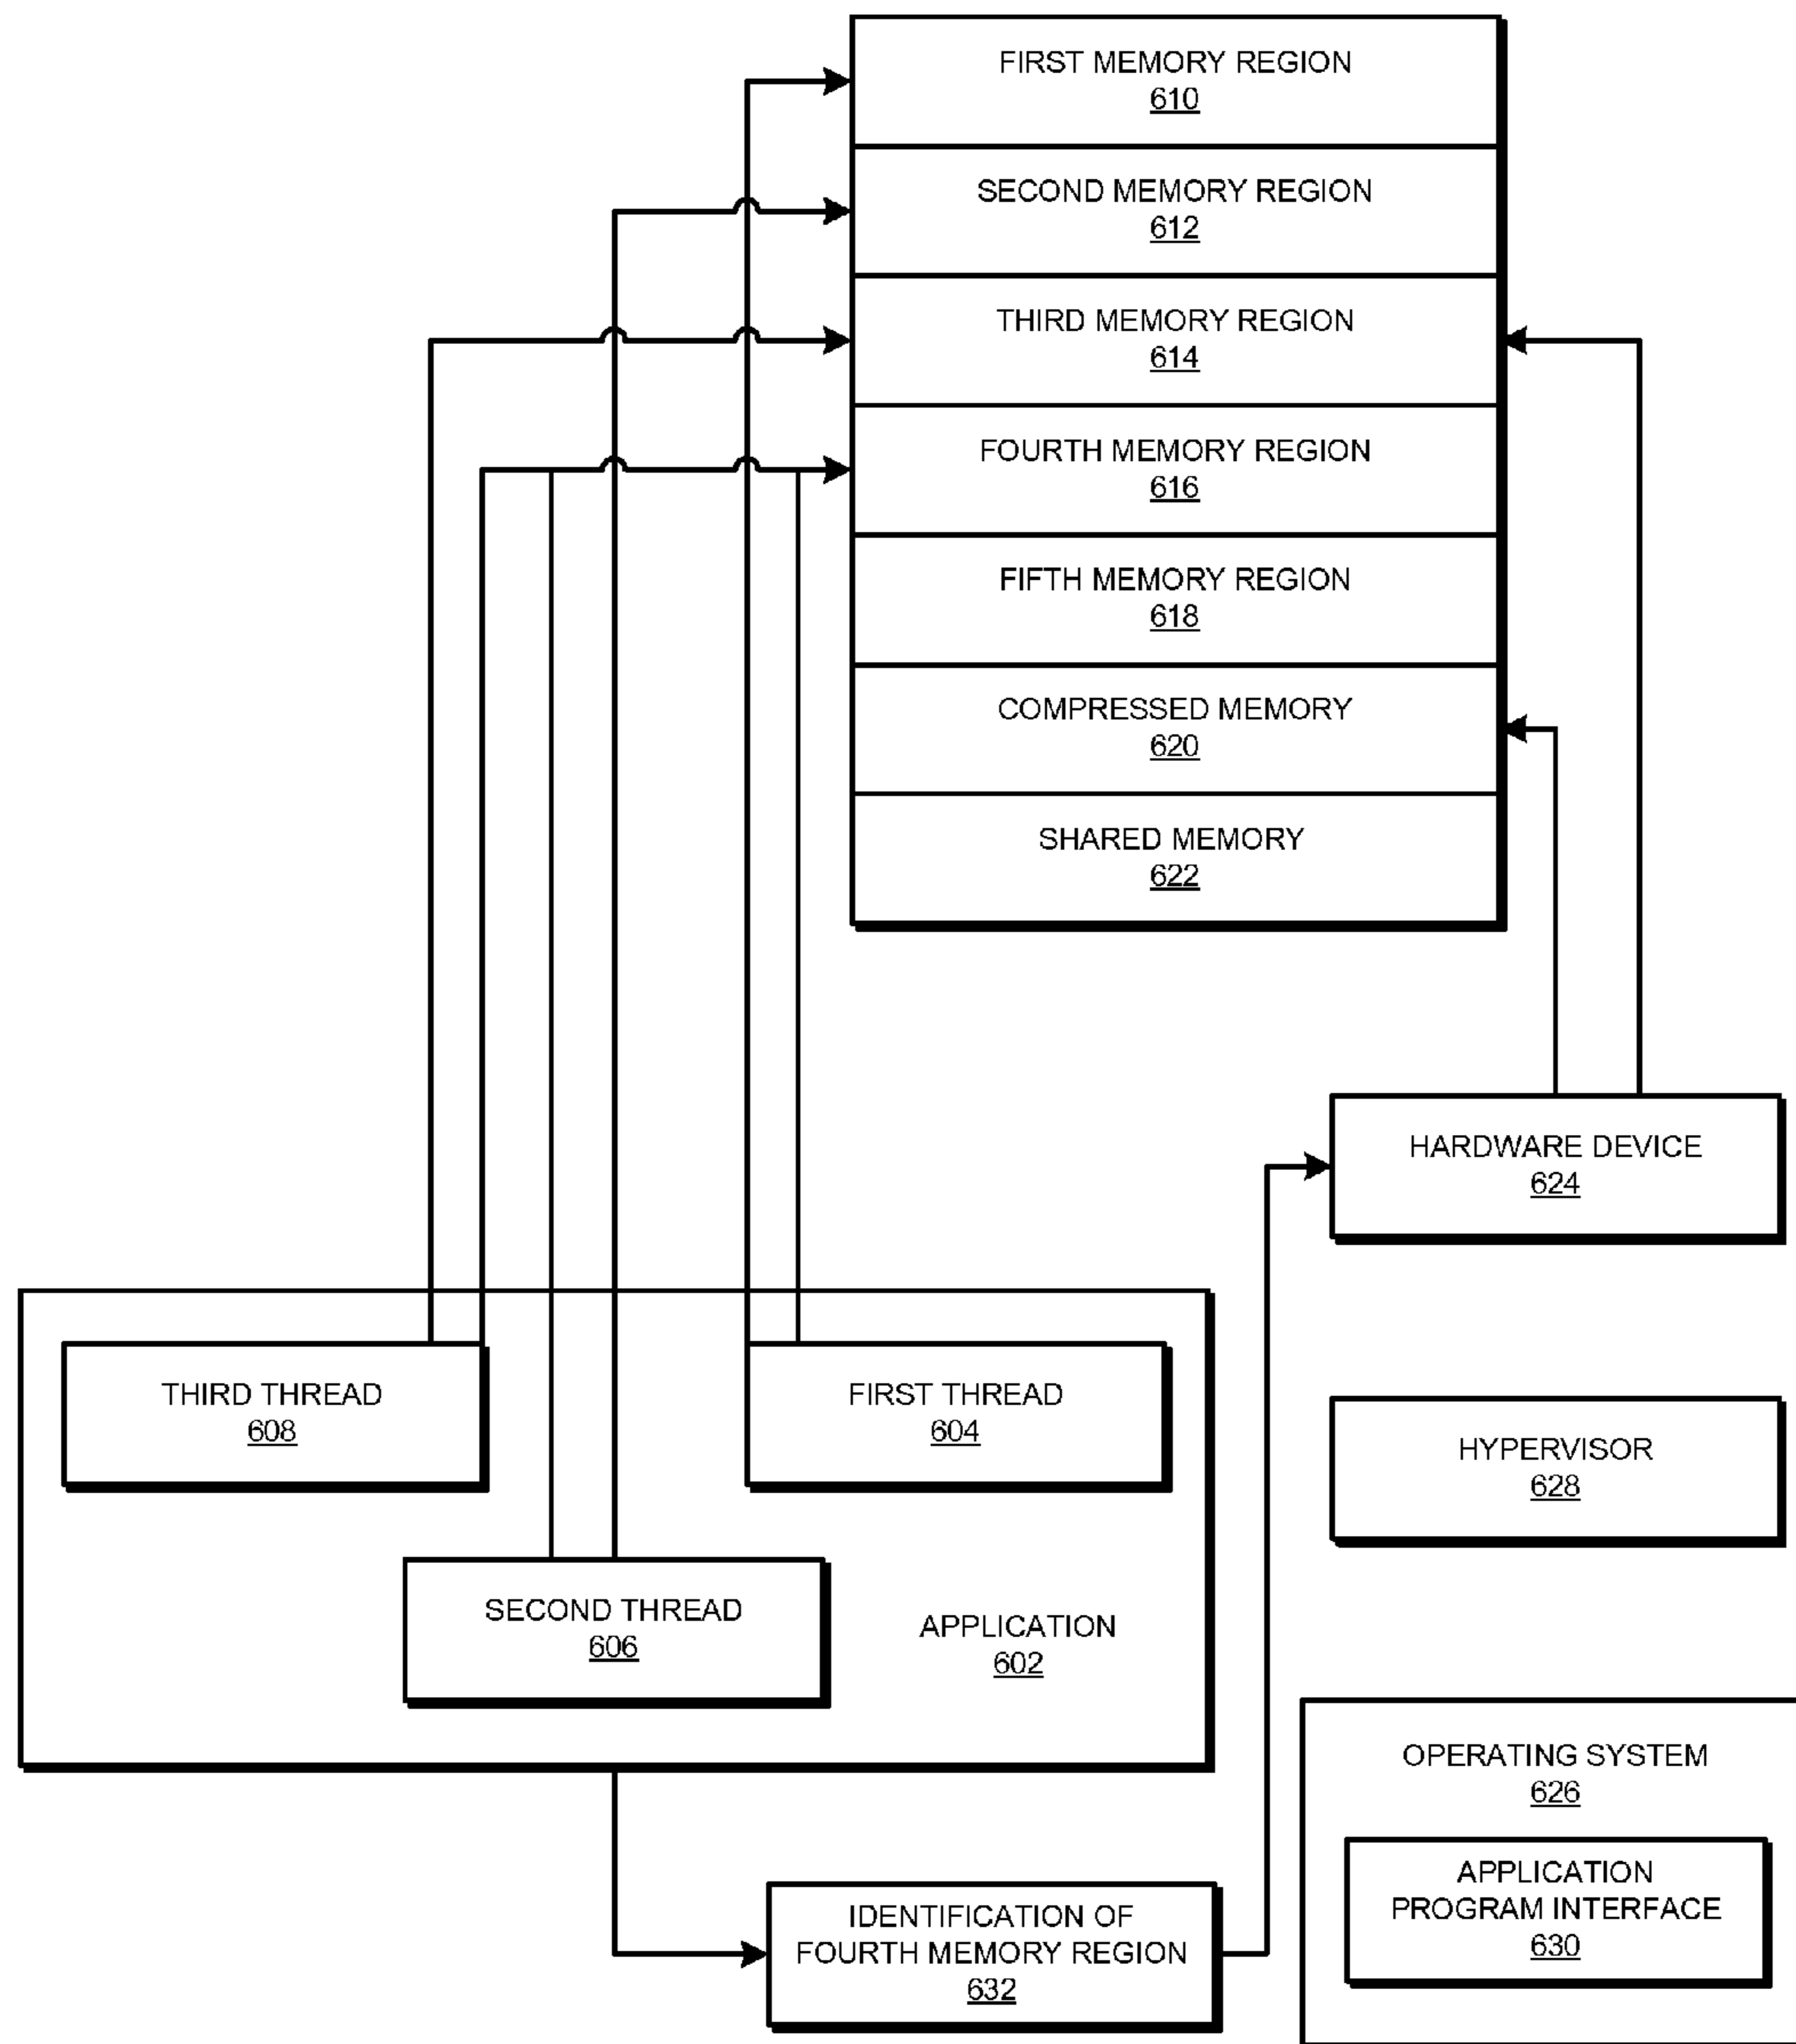 FIRST MEMORY REGION
610
SECOND MEMORY REGION
612
THIRD MEMORY REGION
614
FOURTH MEMORY REGION
616
FIFTH MEMORY REGION
618
COMPRESSED MEMORY
620
SHARED MEMORY
622
HARDWARE DEVICE
624
THIRD THREAD
608
FIRST THREAD
604
HYPERVISOR
628
SECOND THREAD
606
APPLICATION
602
OPERATING SYSTEM
626
APPLICATION
PROGRAM INTERFACE
630
IDENTIFICATION OF
FOURTH MEMORY REGION
632